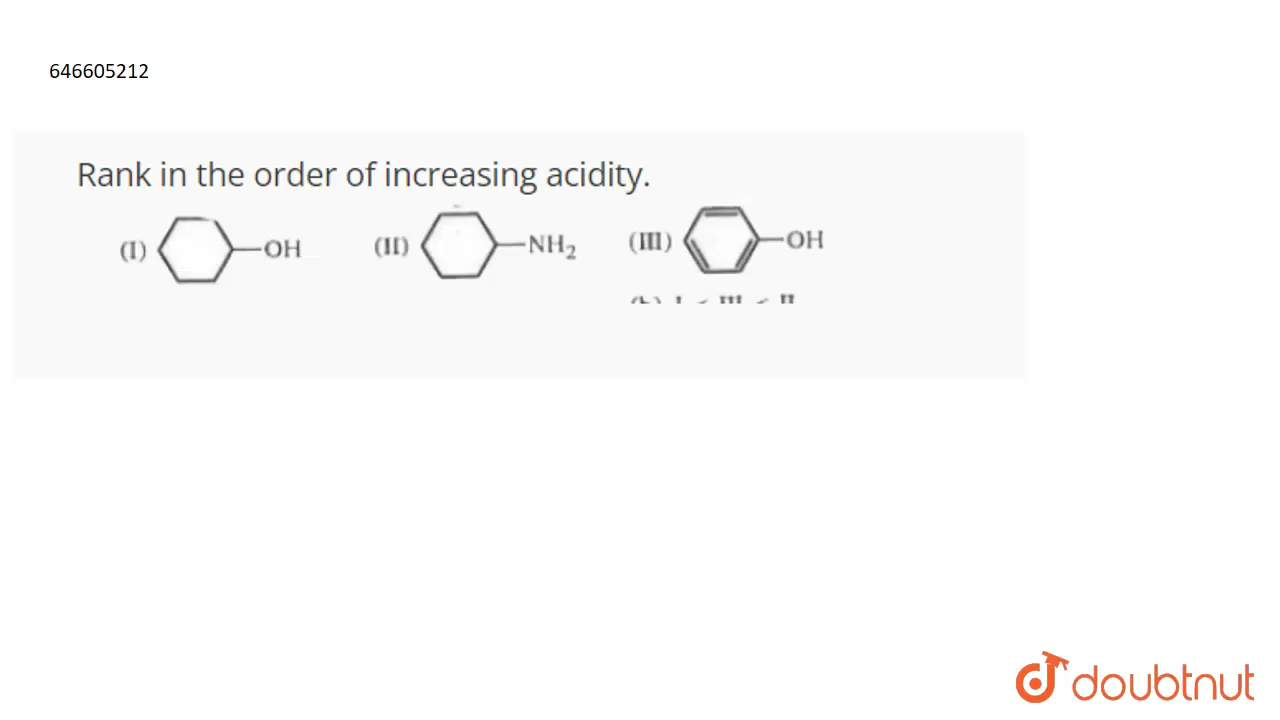 646605212
Rank in the order of increasing acidity.
(I) OH (II) NH₂ (III) OH
doubtnut